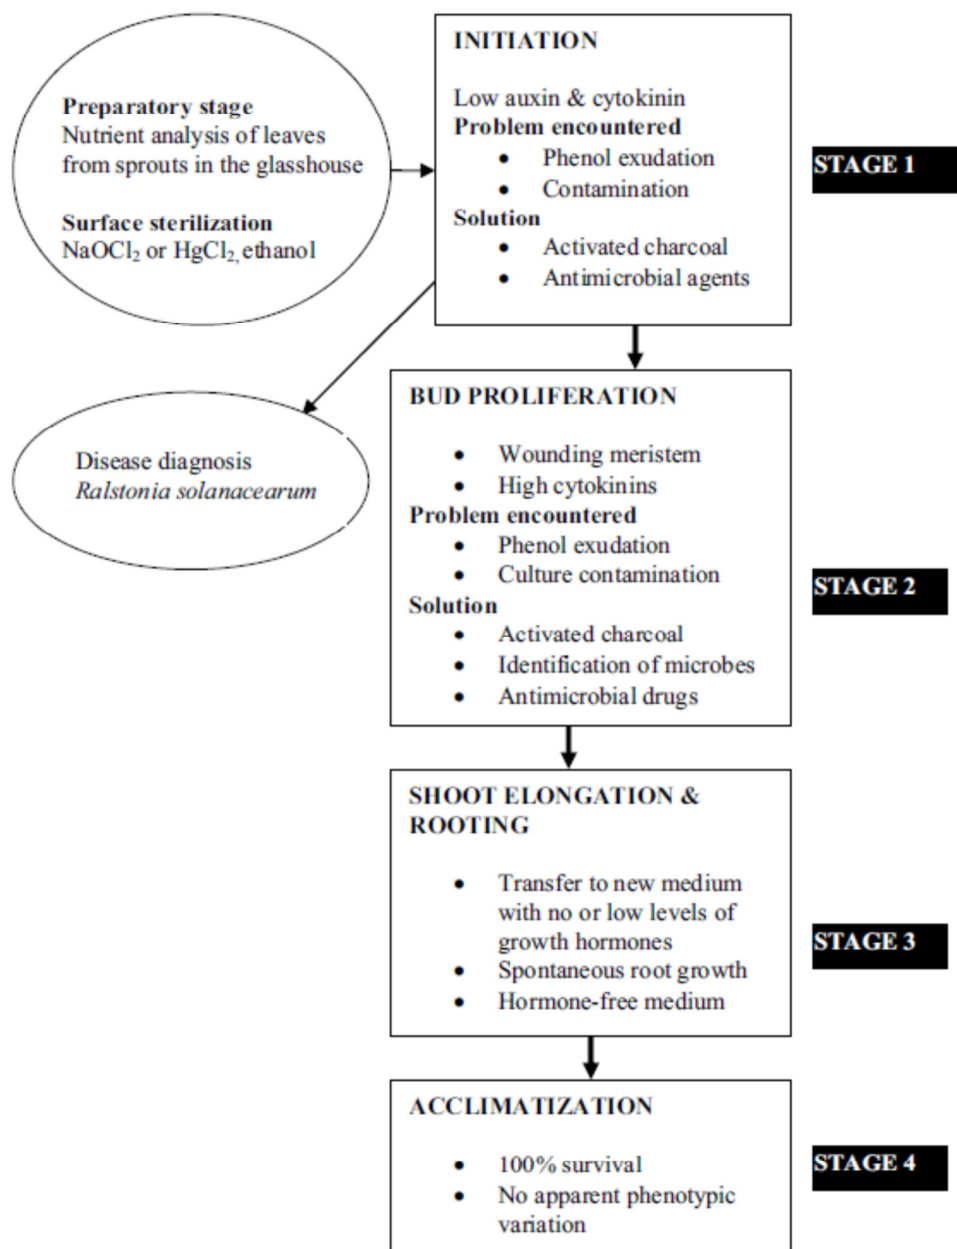 Preparatory stage
Nutrient analysis of leaves
from sprouts in the glasshouse
Surface sterilization
NaOCl₂ or HgCl₂, ethanol
INITIATION
Low auxin & cytokinin
Problem encountered
• Phenol exudation
• Contamination
Solution
• Activated charcoal
• Antimicrobial agents
STAGE 1
Disease diagnosis
Ralstonia solanacearum
BUD PROLIFERATION
• Wounding meristem
• High cytokinins
Problem encountered
• Phenol exudation
• Culture contamination
Solution
• Activated charcoal
• Identification of microbes
• Antimicrobial drugs
STAGE 2
SHOOT ELONGATION &
ROOTING
• Transfer to new medium
with no or low levels of
growth hormones
• Spontaneous root growth
• Hormone-free medium
STAGE 3
ACCLIMATIZATION
• 100% survival
• No apparent phenotypic
variation
STAGE 4